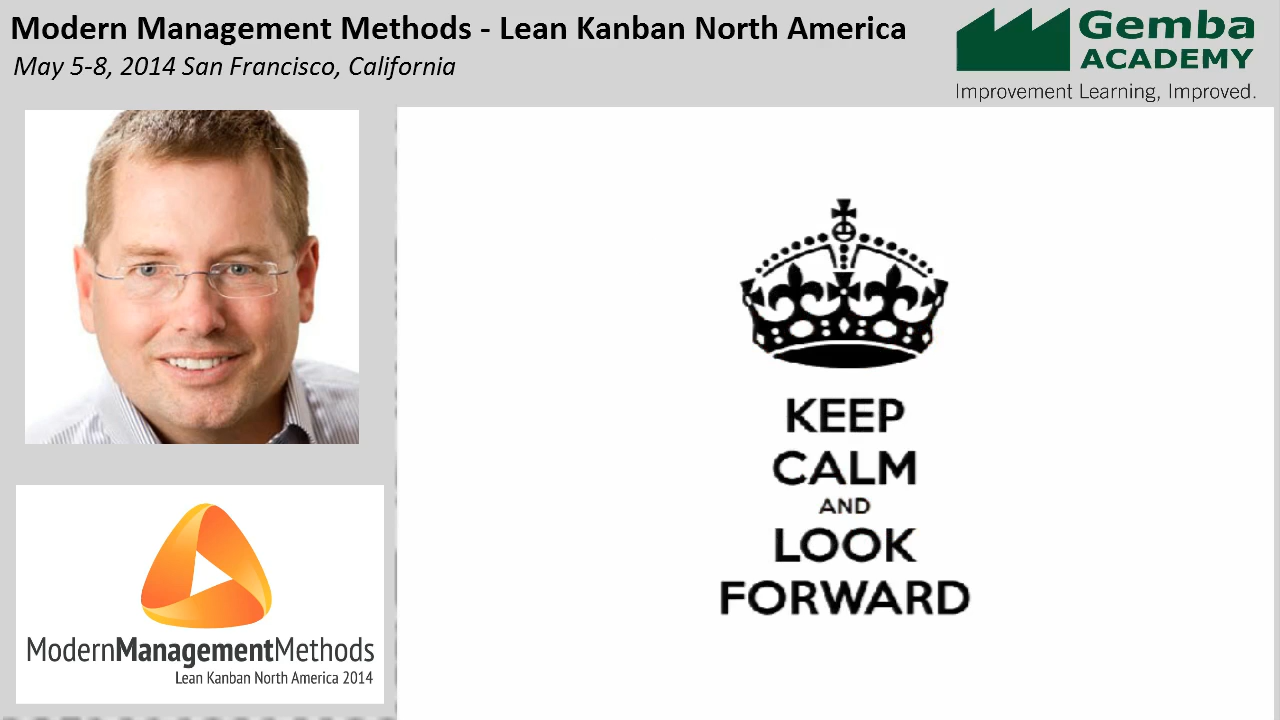 Modern Management Methods - Lean Kanban North America
May 5-8, 2014 San Francisco, California
Gemba
ACADEMY
Improvement Learning, Improved.
KEEP
CALM
AND
LOOK
FORWARD
ModernManagementMethods
Lean Kanban North America 2014